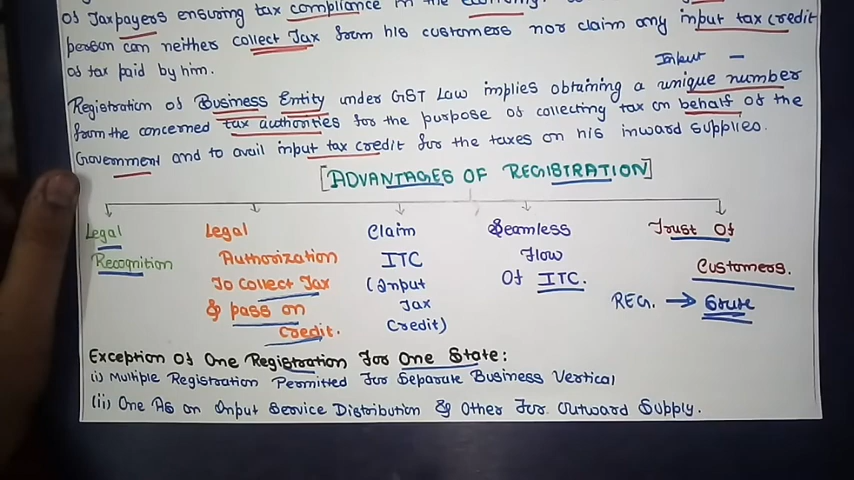 of Taxpayers ensuring tax compliance in the economy.
person can neither collect Tax from his customers nor claim any input tax credit
of tax paid by him.
Input —
Registration of Business Entity under GST Law implies obtaining a unique number
from the concerned tax authorities for the purpose of collecting tax on behalf of the
Government and to avail input tax credit for the taxes on his inward supplies.
[ADVANTAGES OF REGISTRATION]
Legal
Recognition
Legal
Authorization
To collect Tax
& pass on
credit.
Claim
ITC
(Input
Tax
Credit)
Seamless
Flow
Of ITC.
Trust Of
Customers.
REG. →
Exception Of One Registration For One State:
(i) Multiple Registration Permitted For Separate Business Vertical
(ii) One As an Input Service Distribution & Other For Outward Supply.